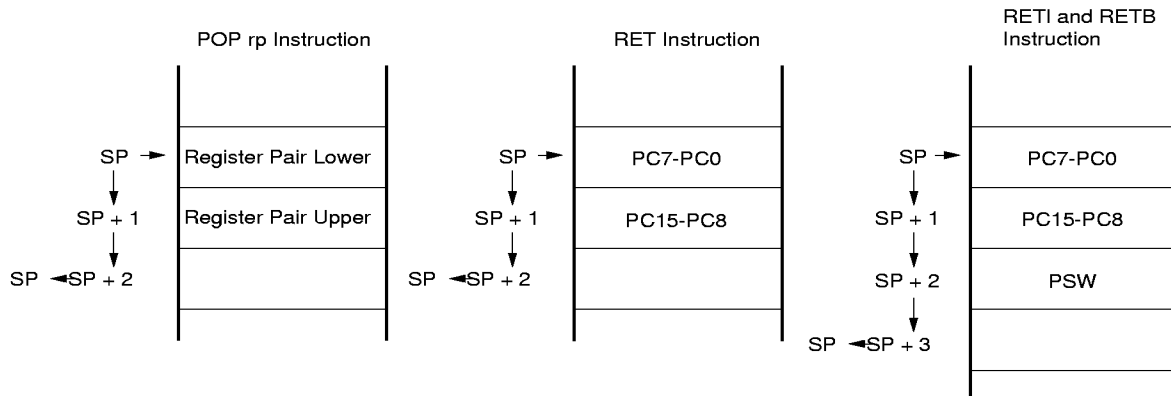 POP rp Instruction
SP
Register Pair Lower
SP + 1
Register Pair Upper
SP
SP + 2
RET Instruction
SP
PC7-PC0
SP + 1
PC15-PC8
SP
SP + 2
RETI and RETB
Instruction
SP
PC7-PC0
SP + 1
PC15-PC8
SP + 2
PSW
SP
SP + 3